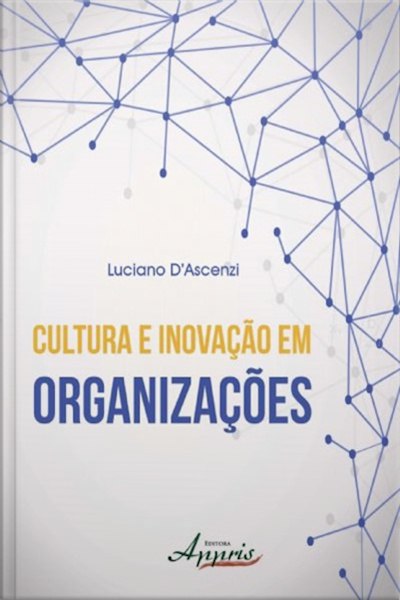 Luciano D'Ascenzi
CULTURA E INOVAÇÃO EM
ORGANIZAÇÕES
EDITORA
Appris